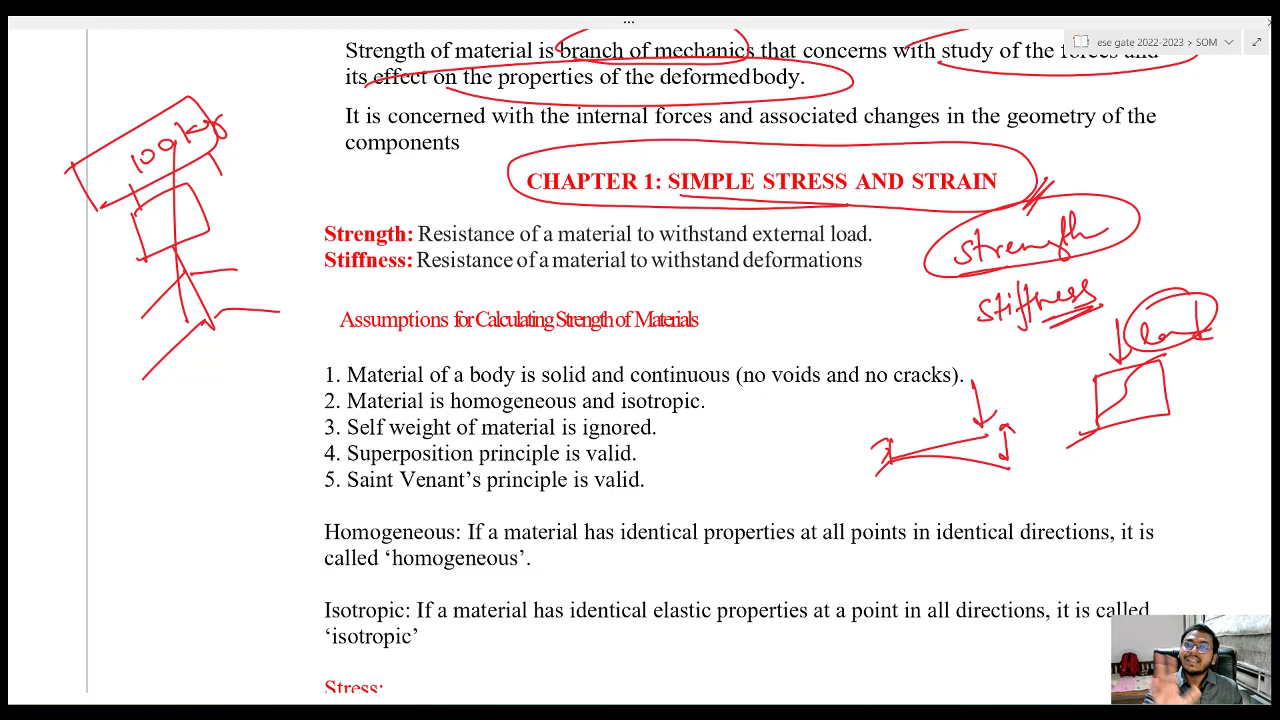 ...
ese gate 2022-2023 > SOM
Strength of material is branch of mechanics that concerns with study of the forces and
its effect on the properties of the deformedbody.
It is concerned with the internal forces and associated changes in the geometry of the
components
100 kg
CHAPTER 1: SIMPLE STRESS AND STRAIN
Strength: Resistance of a material to withstand external load.
Stiffness: Resistance of a material to withstand deformations
strength
stiffness
Assumptions for Calculating Strength of Materials
1. Material of a body is solid and continuous (no voids and no cracks).
2. Material is homogeneous and isotropic.
3. Self weight of material is ignored.
4. Superposition principle is valid.
5. Saint Venant’s principle is valid.
Homogeneous: If a material has identical properties at all points in identical directions, it is
called ‘homogeneous’.
Isotropic: If a material has identical elastic properties at a point in all directions, it is called
‘isotropic’
Stress: